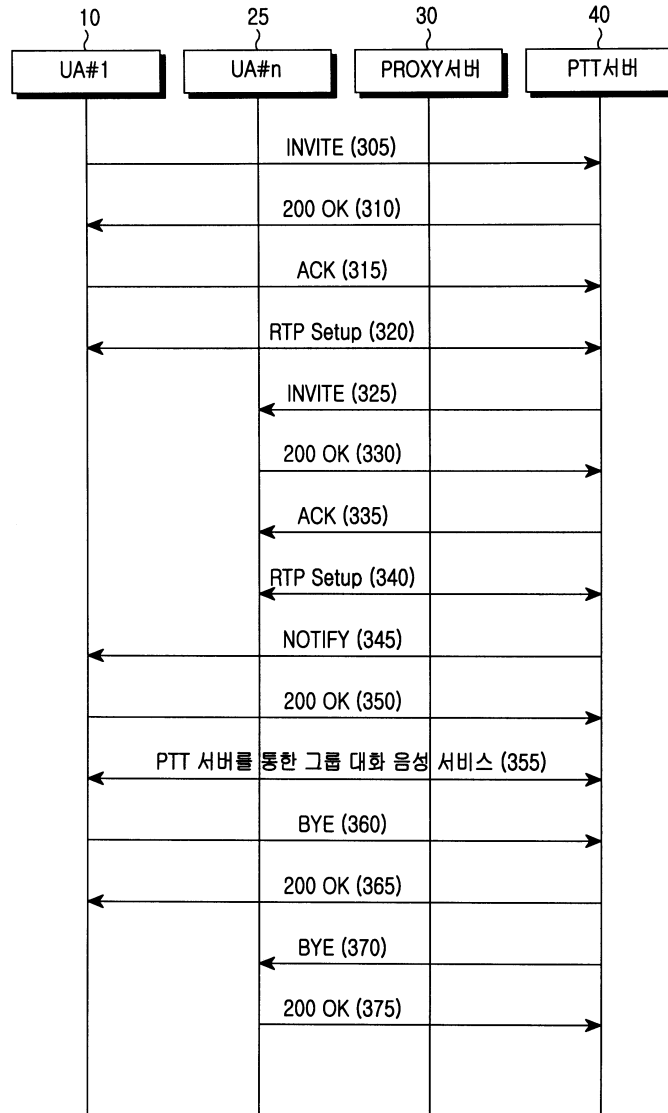 10 25 30 40
UA#1 UA#n PROXY서버 PTT서버
INVITE (305)
200 OK (310)
ACK (315)
RTP Setup (320)
INVITE (325)
200 OK (330)
ACK (335)
RTP Setup (340)
NOTIFY (345)
200 OK (350)
PTT 서버를 통한 그룹 대화 음성 서비스 (355)
BYE (360)
200 OK (365)
BYE (370)
200 OK (375)